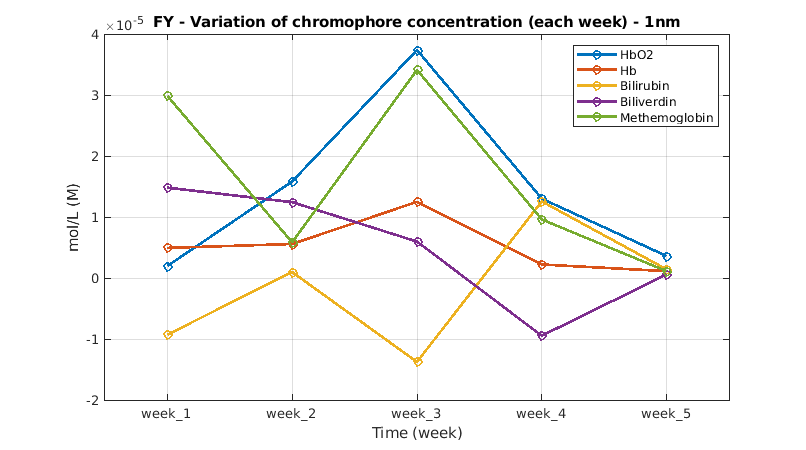 FY - Variation of chromophore concentration (each week) - 1nm
×10-5
4
3
2
1
0
-1
-2
mol/L (M)
HbO2
Hb
Bilirubin
Biliverdin
Methemoglobin
week_1 week_2 week_3 week_4 week_5
Time (week)